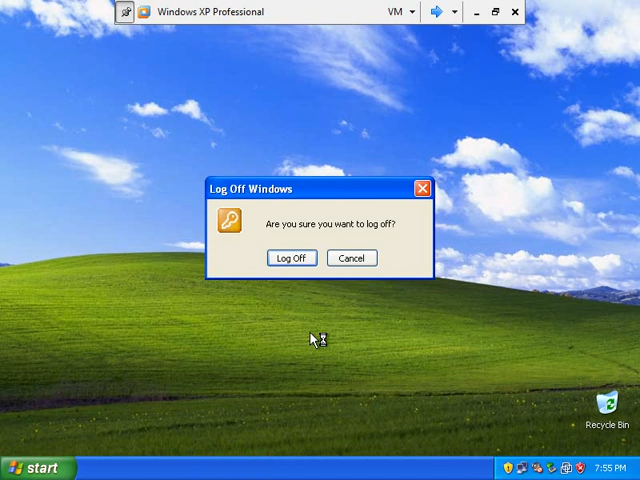 Windows XP Professional
VM
Log Off Windows
Are you sure you want to log off?
Log Off
Cancel
Recycle Bin
start
7:55 PM